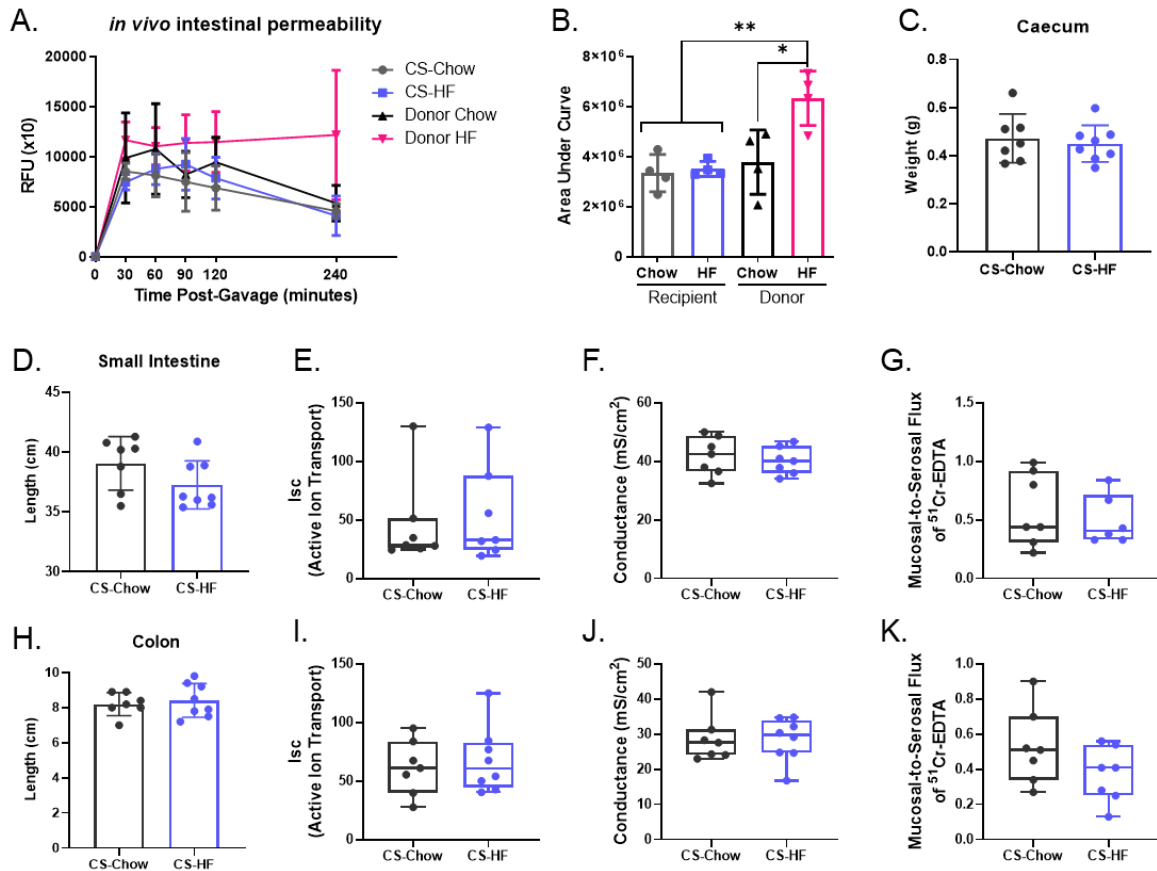 A.
in vivo intestinal permeability
RFU (x10)
20000
15000
10000
5000
0
0 30 60 90 120 240
Time Post-Gavage (minutes)
CS-Chow
CS-HF
Donor Chow
Donor HF
B.
**
*
Area Under Curve
8×10⁶
6×10⁶
4×10⁶
2×10⁶
0
Chow HF Chow HF
Recipient Donor
C.
Caecum
Weight (g)
0.8
0.6
0.4
0.2
0.0
CS-Chow CS-HF
D.
Small Intestine
Length (cm)
45
40
35
30
CS-Chow CS-HF
E.
Isc
(Active Ion Transport)
150
100
50
0
CS-Chow CS-HF
F.
Conductance (mS/cm²)
60
40
20
0
CS-Chow CS-HF
G.
Mucosal-to-Serosal Flux
of ⁵¹Cr-EDTA
1.5
1.0
0.5
0.0
CS-Chow CS-HF
H.
Colon
Length (cm)
10
8
6
4
2
0
CS-Chow CS-HF
I.
Isc
(Active Ion Transport)
150
100
50
0
CS-Chow CS-HF
J.
Conductance (mS/cm²)
50
40
30
20
10
0
CS-Chow CS-HF
K.
Mucosal-to-Serosal Flux
of ⁵¹Cr-EDTA
1.0
0.8
0.6
0.4
0.2
0.0
CS-Chow CS-HF